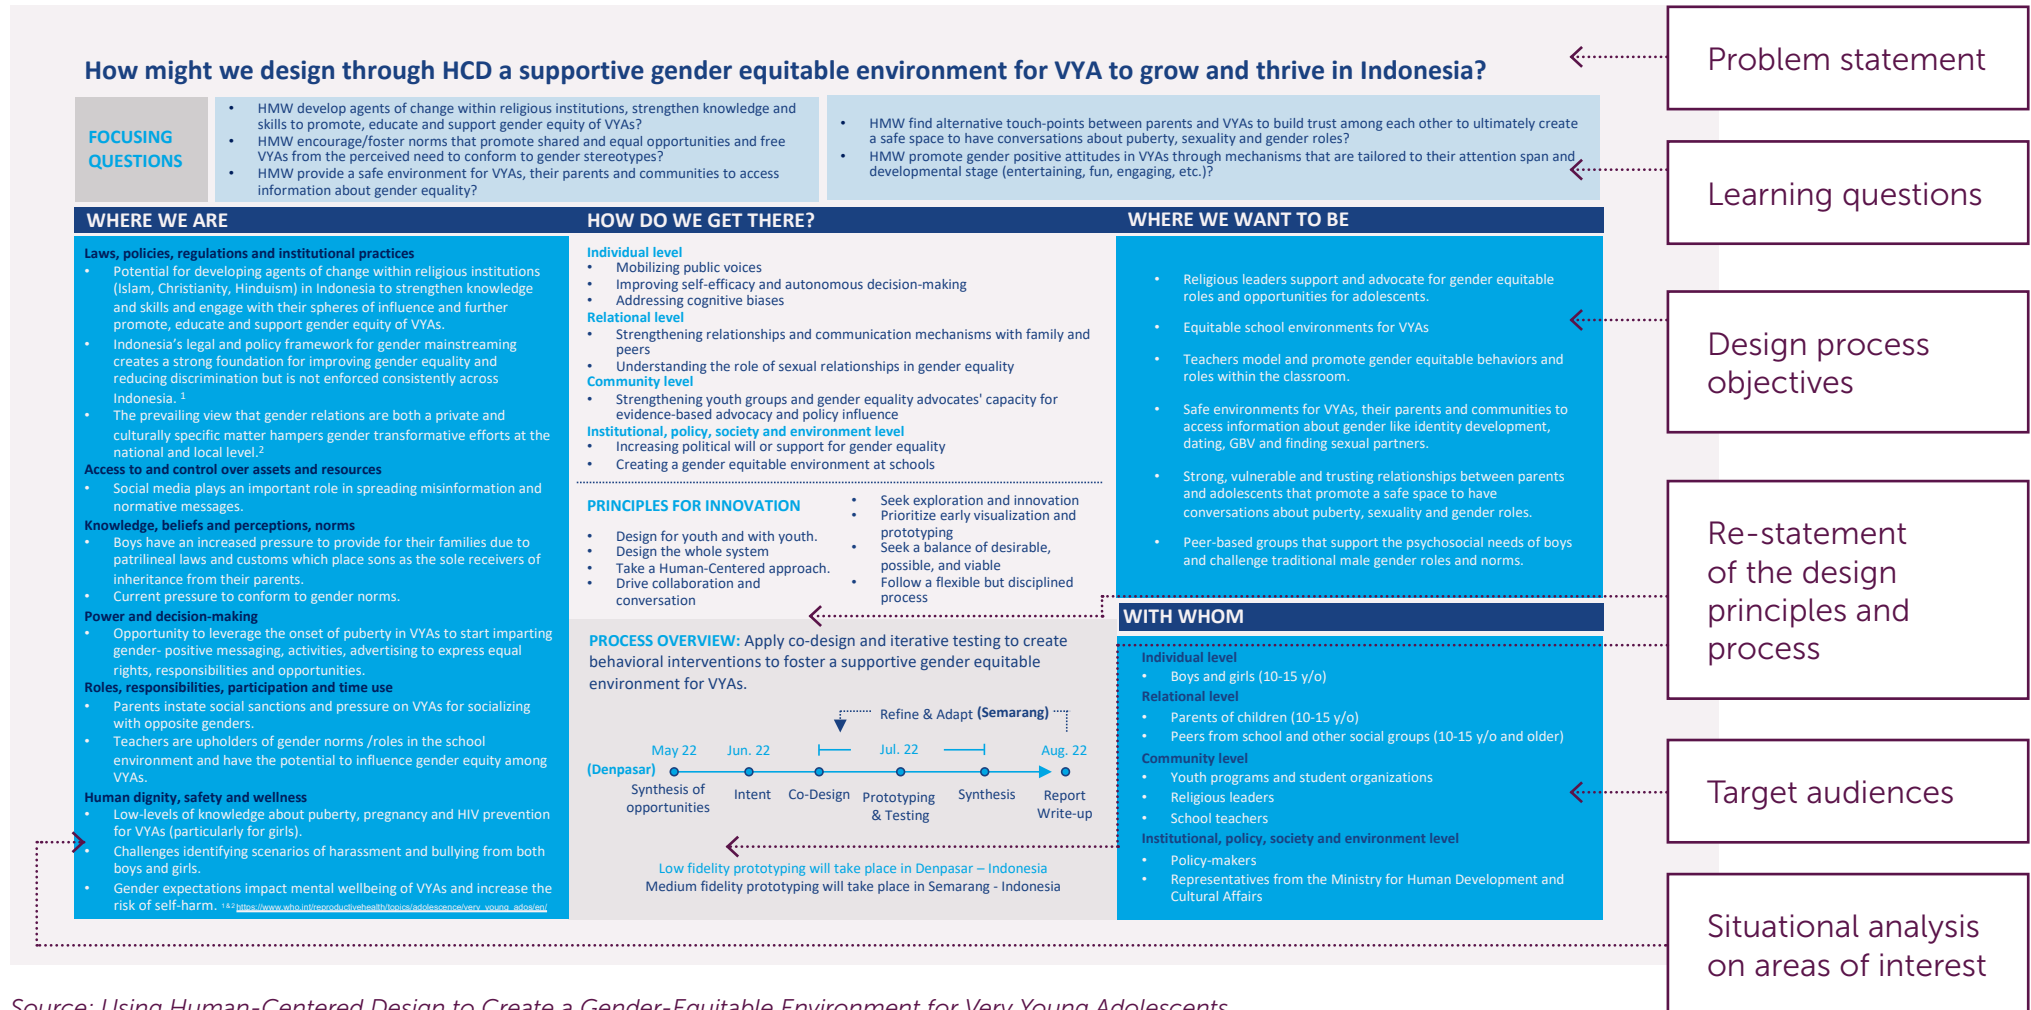 How might we design through HCD a supportive gender equitable environment for VYA to grow and thrive in Indonesia?
FOCUSING
QUESTIONS
• HMW develop agents of change within religious institutions, strengthen knowledge and
skills to promote, educate and support gender equity of VYAs?
• HMW encourage/foster norms that promote shared and equal opportunities and free
VYAs from the perceived need to conform to gender stereotypes?
• HMW provide a safe environment for VYAs, their parents and communities to access
information about gender equality?
• HMW find alternative touch-points between parents and VYAs to build trust among each other to ultimately create
a safe space to have conversations about puberty, sexuality and gender roles?
• HMW promote gender positive attitudes in VYAs through mechanisms that are tailored to their attention span and
developmental stage (entertaining, fun, engaging, etc.)?
WHERE WE ARE
Laws, policies, regulations and institutional practices
• Potential for developing agents of change within religious institutions
(Islam, Christianity, Hinduism) in Indonesia to strengthen knowledge
and skills and engage with their spheres of influence and further
promote, educate and support gender equity of VYAs.
• Indonesia's legal and policy framework for gender mainstreaming
creates a strong foundation for improving gender equality and
reducing discrimination but is not enforced consistently across
Indonesia. 1
• The prevailing view that gender relations are both a private and
culturally specific matter hampers gender transformative efforts at the
national and local level.2
Access to and control over assets and resources
• Social media plays an important role in spreading misinformation and
normative messages.
Knowledge, beliefs and perceptions, norms
• Boys have an increased pressure to provide for their families due to
patrilineal laws and customs which place sons as the sole receivers of
inheritance from their parents.
• Current pressure to conform to gender norms.
Power and decision-making
• Opportunity to leverage the onset of puberty in VYAs to start imparting
gender- positive messaging, activities, advertising to express equal
rights, responsibilities and opportunities.
Roles, responsibilities, participation and time use
• Parents instate social sanctions and pressure on VYAs for socializing
with opposite genders.
• Teachers are upholders of gender norms /roles in the school
environment and have the potential to influence gender equity among
VYAs.
Human dignity, safety and wellness
• Low-levels of knowledge about puberty, pregnancy and HIV prevention
for VYAs (particularly for girls).
• Challenges identifying scenarios of harassment and bullying from both
boys and girls.
• Gender expectations impact mental wellbeing of VYAs and increase the
risk of self-harm. 1 & 2 https://www.who.int/reproductivehealth/topics/adolescence/very_young_ados/en/
HOW DO WE GET THERE?
Individual level
• Mobilizing public voices
• Improving self-efficacy and autonomous decision-making
• Addressing cognitive biases
Relational level
• Strengthening relationships and communication mechanisms with family and
peers
• Understanding the role of sexual relationships in gender equality
Community level
• Strengthening youth groups and gender equality advocates' capacity for
evidence-based advocacy and policy influence
Institutional, policy, society and environment level
• Increasing political will or support for gender equality
• Creating a gender equitable environment at schools
PRINCIPLES FOR INNOVATION
• Design for youth and with youth.
• Design the whole system
• Take a Human-Centered approach.
• Drive collaboration and
conversation
• Seek exploration and innovation
• Prioritize early visualization and
prototyping
• Seek a balance of desirable,
possible, and viable
• Follow a flexible but disciplined
process
PROCESS OVERVIEW: Apply co-design and iterative testing to create
behavioral interventions to foster a supportive gender equitable
environment for VYAs.
Refine & Adapt (Semarang)
May 22 Jun. 22 Jul. 22 Aug. 22
(Denpasar)
Synthesis of
opportunities
Intent
Co-Design
Prototyping
& Testing
Synthesis
Report
Write-up
Low fidelity prototyping will take place in Denpasar – Indonesia
Medium fidelity prototyping will take place in Semarang - Indonesia
WHERE WE WANT TO BE
• Religious leaders support and advocate for gender equitable
roles and opportunities for adolescents.
• Equitable school environments for VYAs
• Teachers model and promote gender equitable behaviors and
roles within the classroom.
• Safe environments for VYAs, their parents and communities to
access information about gender like identity development,
dating, GBV and finding sexual partners.
• Strong, vulnerable and trusting relationships between parents
and adolescents that promote a safe space to have
conversations about puberty, sexuality and gender roles.
• Peer-based groups that support the psychosocial needs of boys
and challenge traditional male gender roles and norms.
WITH WHOM
Individual level
• Boys and girls (10-15 y/o)
Relational level
• Parents of children (10-15 y/o)
• Peers from school and other social groups (10-15 y/o and older)
Community level
• Youth programs and student organizations
• Religious leaders
• School teachers
Institutional, policy, society and environment level
• Policy-makers
• Representatives from the Ministry for Human Development and
Cultural Affairs
Problem statement
Learning questions
Design process
objectives
Re-statement
of the design
principles and
process
Target audiences
Situational analysis
on areas of interest
Source: Using Human-Centered Design to Create a Gender-Equitable Environment for Very Young Adolescents